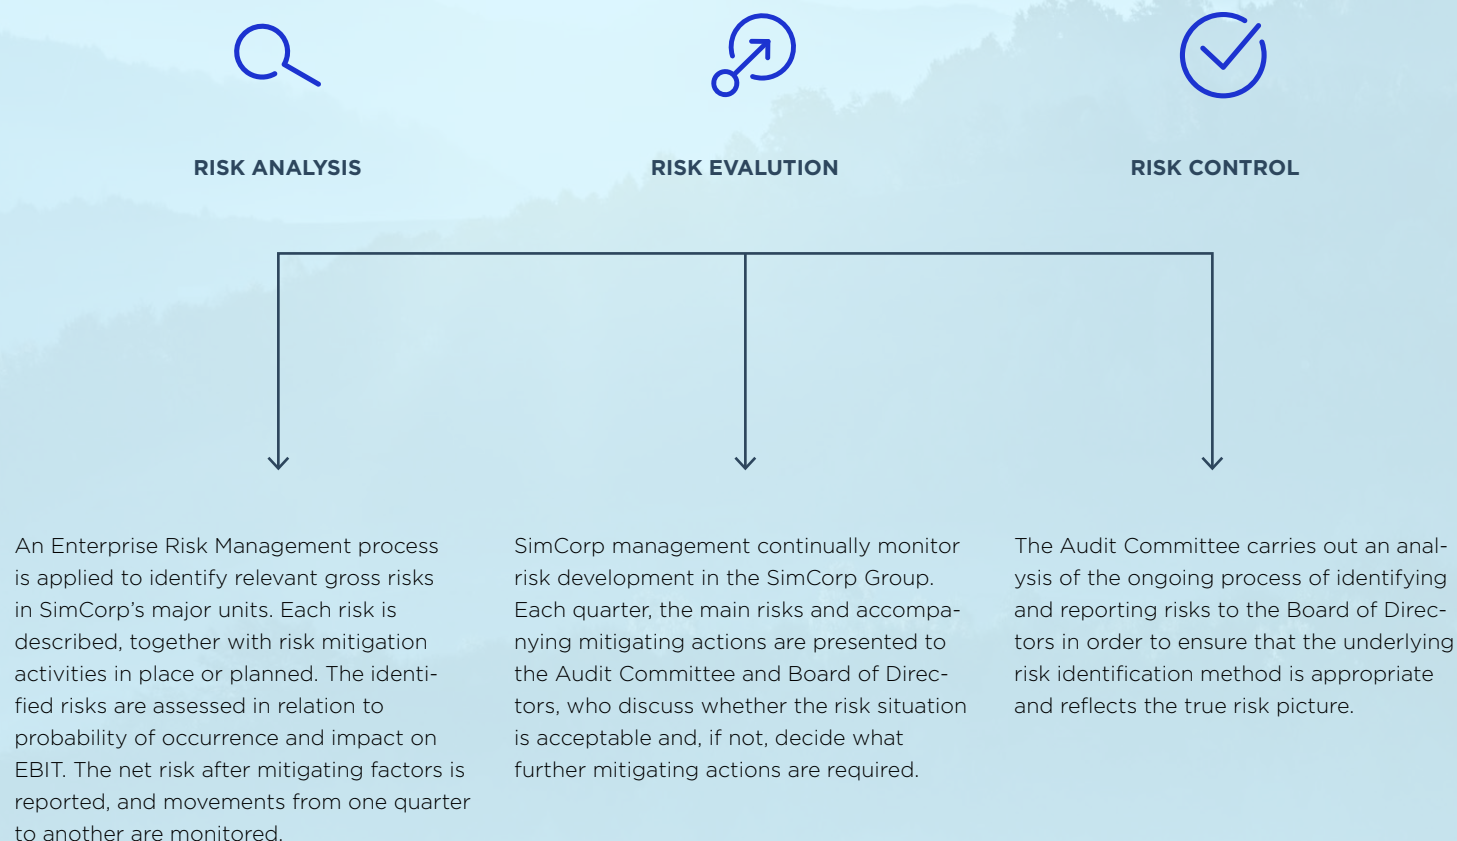 RISK ANALYSIS
RISK EVALUTION
RISK CONTROL
An Enterprise Risk Management process
is applied to identify relevant gross risks
in SimCorp’s major units. Each risk is
described, together with risk mitigation
activities in place or planned. The identi-
fied risks are assessed in relation to
probability of occurrence and impact on
EBIT. The net risk after mitigating factors is
reported, and movements from one quarter
to another are monitored.
SimCorp management continually monitor
risk development in the SimCorp Group.
Each quarter, the main risks and accompa-
nying mitigating actions are presented to
the Audit Committee and Board of Direc-
tors, who discuss whether the risk situation
is acceptable and, if not, decide what
further mitigating actions are required.
The Audit Committee carries out an anal-
ysis of the ongoing process of identifying
and reporting risks to the Board of Direc-
tors in order to ensure that the underlying
risk identification method is appropriate
and reflects the true risk picture.